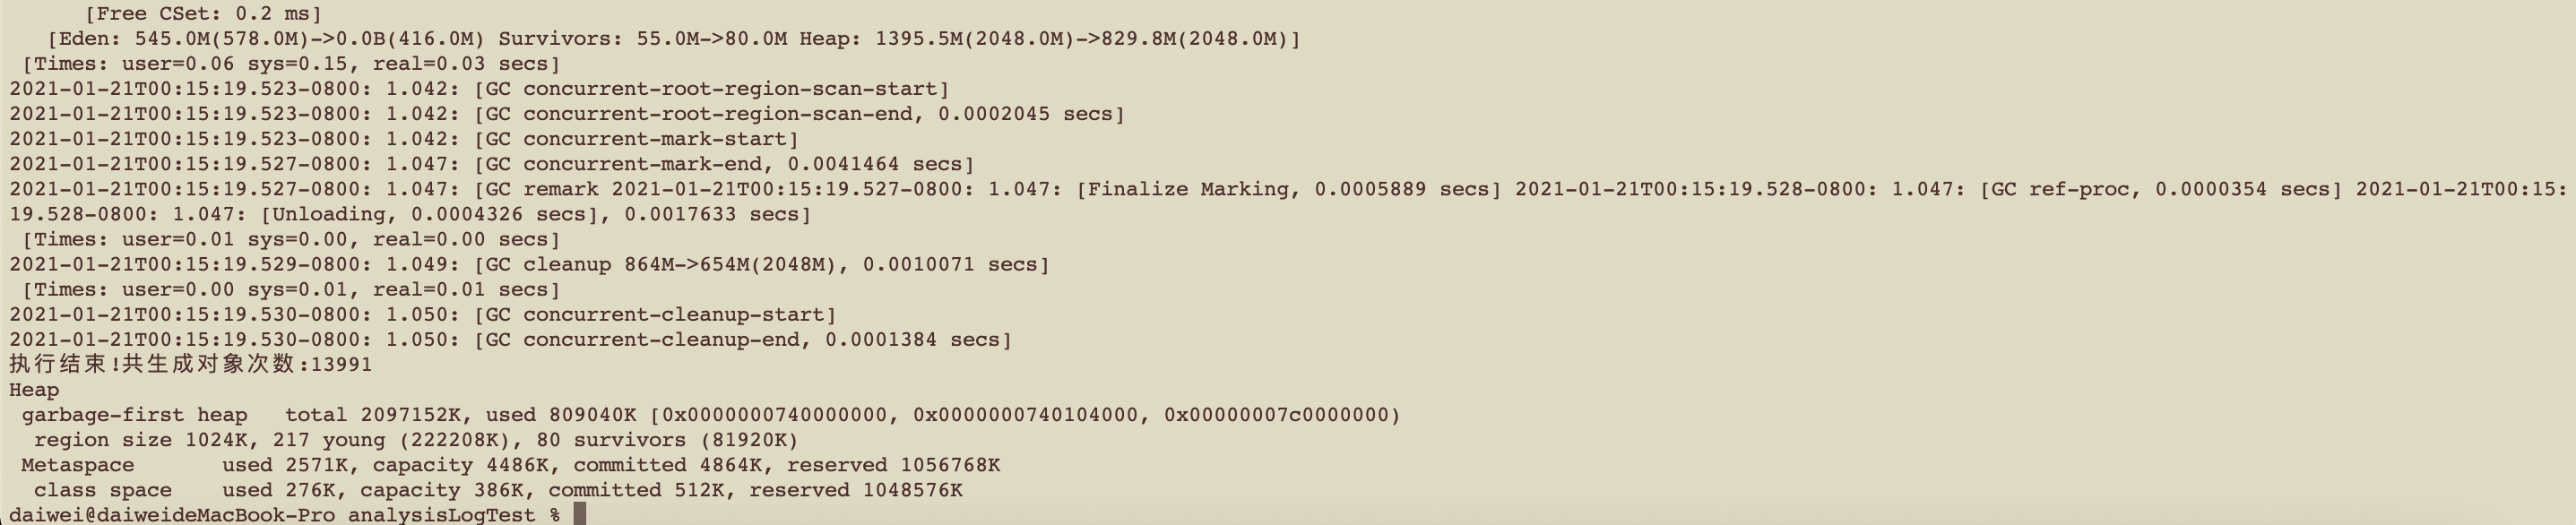 [Free CSet: 0.2 ms]
[Eden: 545.0M(578.0M)->0.0B(416.0M) Survivors: 55.0M->80.0M Heap: 1395.5M(2048.0M)->829.8M(2048.0M)]
[Times: user=0.06 sys=0.15, real=0.03 secs]
2021-01-21T00:15:19.523-0800: 1.042: [GC concurrent-root-region-scan-start]
2021-01-21T00:15:19.523-0800: 1.042: [GC concurrent-root-region-scan-end, 0.0002045 secs]
2021-01-21T00:15:19.523-0800: 1.042: [GC concurrent-mark-start]
2021-01-21T00:15:19.527-0800: 1.047: [GC concurrent-mark-end, 0.0041464 secs]
2021-01-21T00:15:19.527-0800: 1.047: [GC remark 2021-01-21T00:15:19.527-0800: 1.047: [Finalize Marking, 0.0005889 secs] 2021-01-21T00:15:19.528-0800: 1.047: [GC ref-proc, 0.0000354 secs] 2021-01-21T00:15:
19.528-0800: 1.047: [Unloading, 0.0004326 secs], 0.0017633 secs]
[Times: user=0.01 sys=0.00, real=0.00 secs]
2021-01-21T00:15:19.529-0800: 1.049: [GC cleanup 864M->654M(2048M), 0.0010071 secs]
[Times: user=0.00 sys=0.01, real=0.01 secs]
2021-01-21T00:15:19.530-0800: 1.050: [GC concurrent-cleanup-start]
2021-01-21T00:15:19.530-0800: 1.050: [GC concurrent-cleanup-end, 0.0001384 secs]
执行结束!共生成对象次数:13991
Heap
garbage-first heap   total 2097152K, used 809040K [0x0000000740000000, 0x0000000740104000, 0x00000007c0000000)
region size 1024K, 217 young (222208K), 80 survivors (81920K)
Metaspace       used 2571K, capacity 4486K, committed 4864K, reserved 1056768K
class space    used 276K, capacity 386K, committed 512K, reserved 1048576K
daiwei@daiweideMacBook-Pro analysisLogTest %